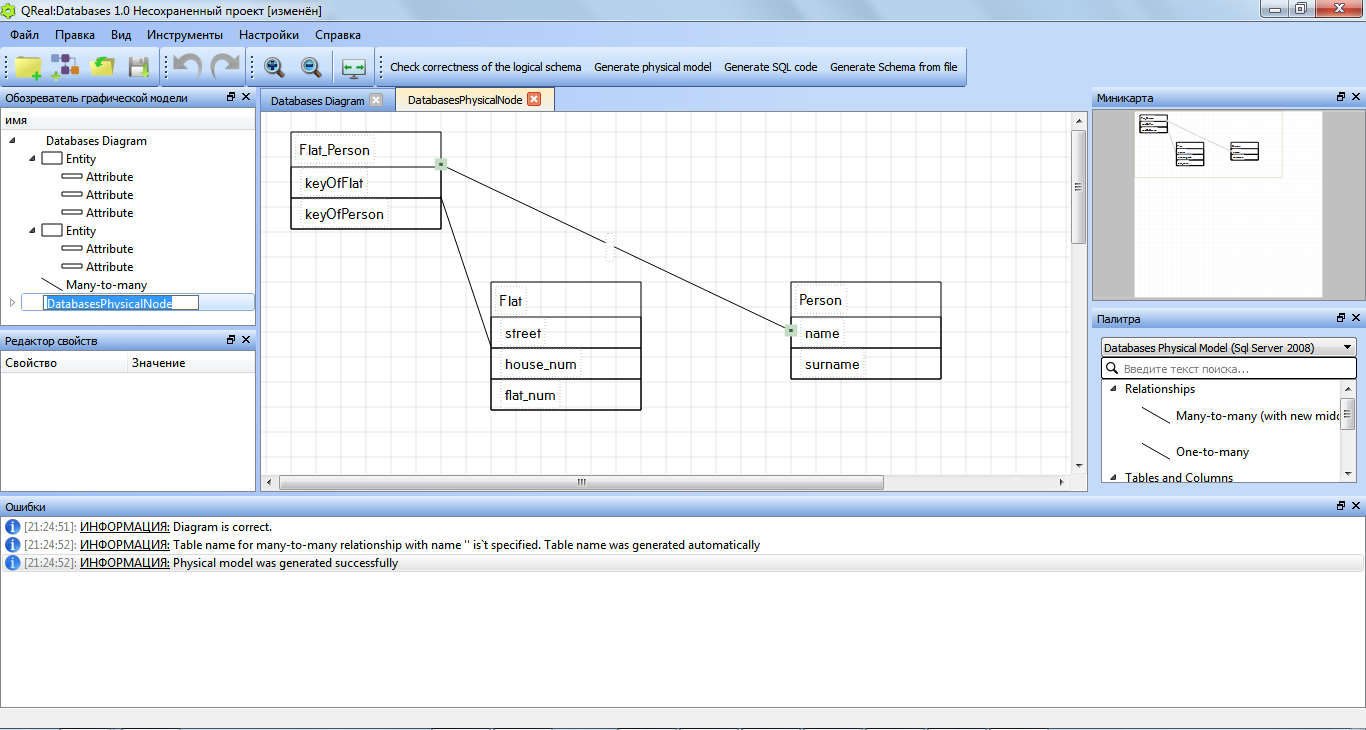 QReal:Databases 1.0 Несохраненный проект [изменён]
Файл Правка Вид Инструменты Настройки Справка
Check correctness of the logical schema Generate physical model Generate SQL code Generate Schema from file
Обозреватель графической модели
имя
Databases Diagram
Entity
Attribute
Attribute
Attribute
Entity
Attribute
Attribute
Many-to-many
DatabasesPhysicalNode
Редактор свойств
Свойство Значение
Databases Diagram DatabasesPhysicalNode
Flat_Person
keyOfFlat
keyOfPerson
Flat
street
house_num
flat_num
Person
name
surname
Миникарта
Палитра
Databases Physical Model (Sql Server 2008)
Введите текст поиска...
Relationships
Many-to-many (with new midd
One-to-many
Tables and Columns
Ошибки
[21:24:51]: ИНФОРМАЦИЯ: Diagram is correct.
[21:24:52]: ИНФОРМАЦИЯ: Table name for many-to-many relationship with name '' is`t specified. Table name was generated automatically
[21:24:52]: ИНФОРМАЦИЯ: Physical model was generated successfully